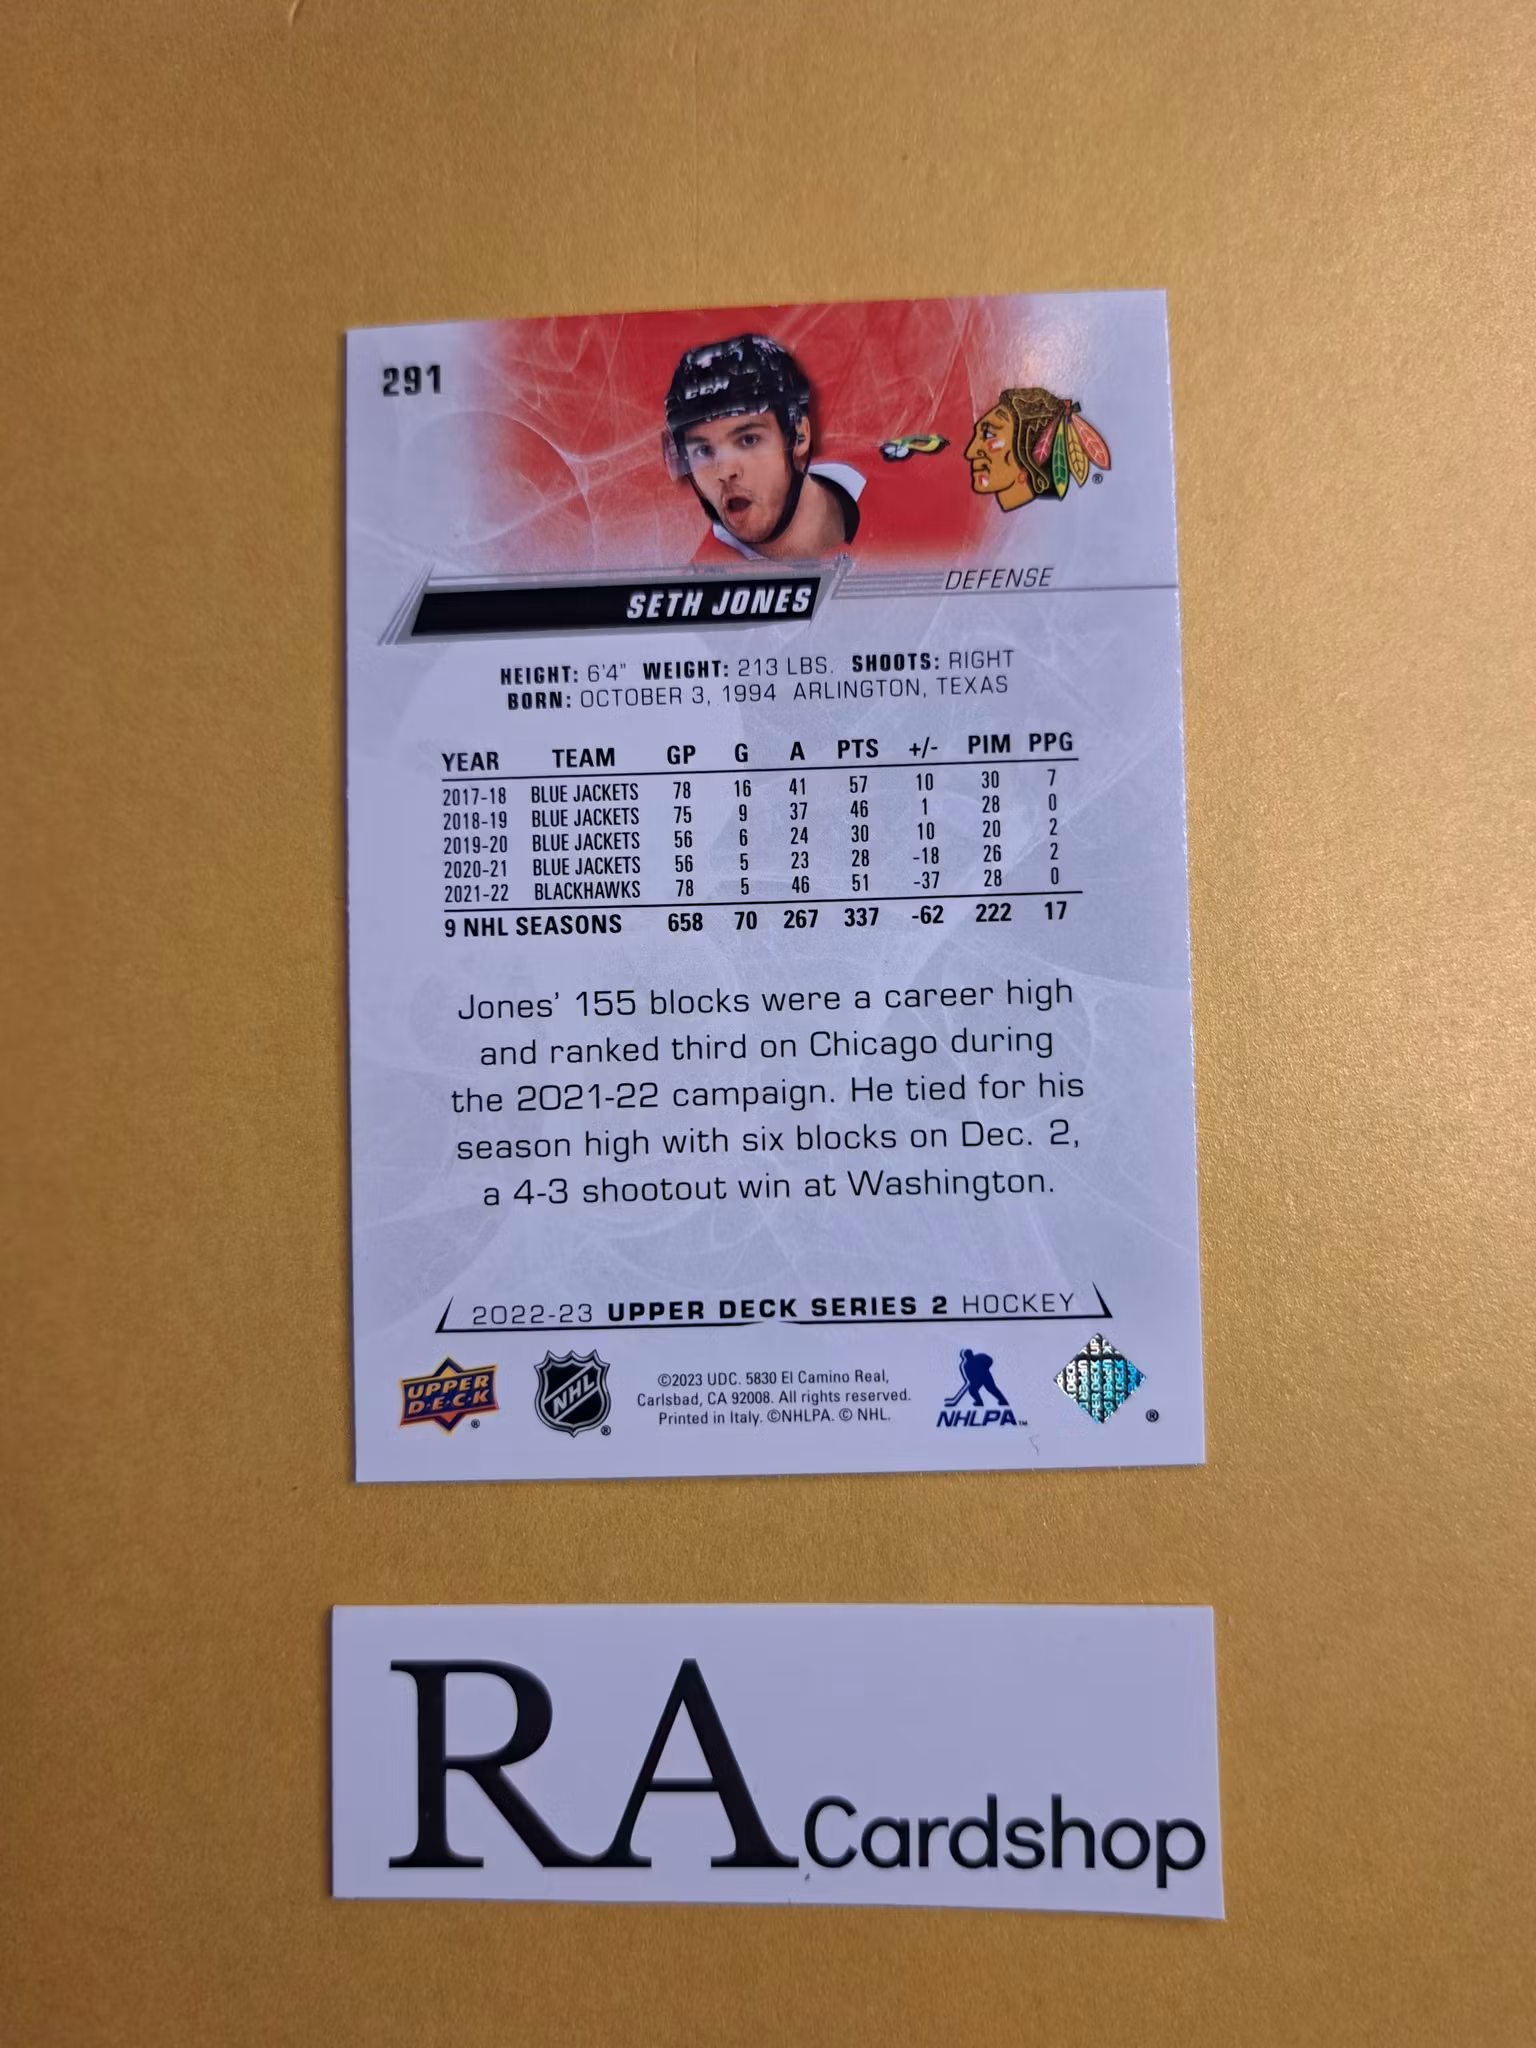 291
CCM
DEFENSE
SETH JONES
HEIGHT: 6'4" WEIGHT: 213 LBS. SHOOTS: RIGHT
BORN: OCTOBER 3, 1994 ARLINGTON, TEXAS
YEAR TEAM GP G A PTS +/- PIM PPG
2017-18 BLUE JACKETS 78 16 41 57 10 30 7
2018-19 BLUE JACKETS 75 9 37 46 1 28 0
2019-20 BLUE JACKETS 56 6 24 30 10 20 2
2020-21 BLUE JACKETS 56 5 23 28 -18 26 2
2021-22 BLACKHAWKS 78 5 46 51 -37 28 0
9 NHL SEASONS 658 70 267 337 -62 222 17
Jones' 155 blocks were a career high
and ranked third on Chicago during
the 2021-22 campaign. He tied for his
season high with six blocks on Dec. 2,
a 4-3 shootout win at Washington.
2022-23 UPPER DECK SERIES 2 HOCKEY
UPPER
D·E·C·K ®
NHL ®
©2023 UDC. 5830 El Camino Real,
Carlsbad, CA 92008. All rights reserved.
Printed in Italy. ©NHLPA. © NHL.
NHLPA™
®
RA Cardshop